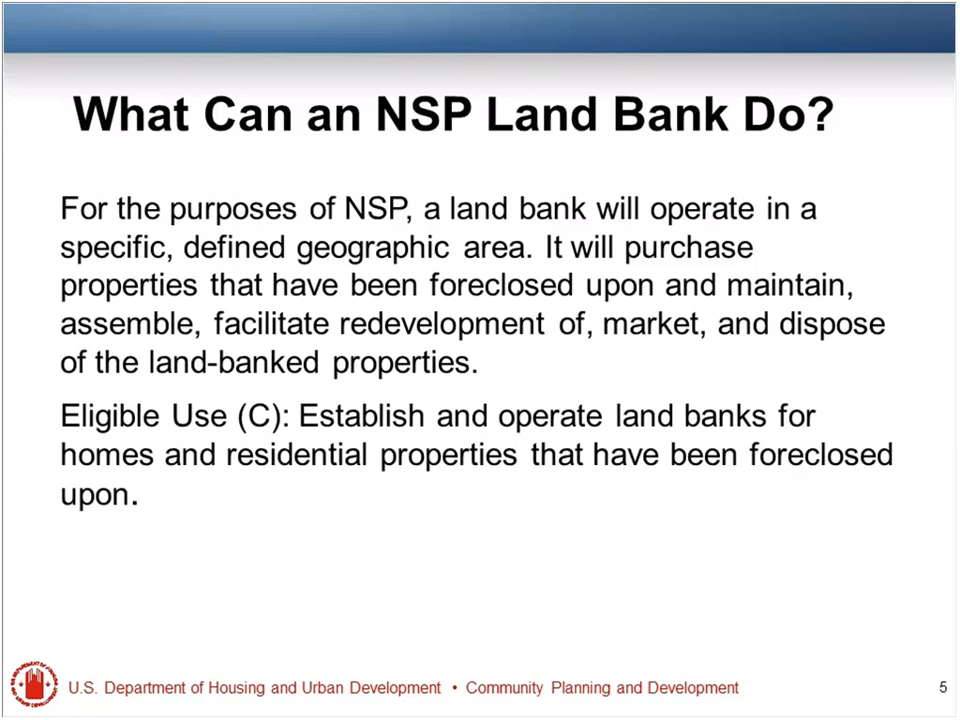 What Can an NSP Land Bank Do?
For the purposes of NSP, a land bank will operate in a
specific, defined geographic area. It will purchase
properties that have been foreclosed upon and maintain,
assemble, facilitate redevelopment of, market, and dispose
of the land-banked properties.
Eligible Use (C): Establish and operate land banks for
homes and residential properties that have been foreclosed
upon.
U.S. Department of Housing and Urban Development • Community Planning and Development
5